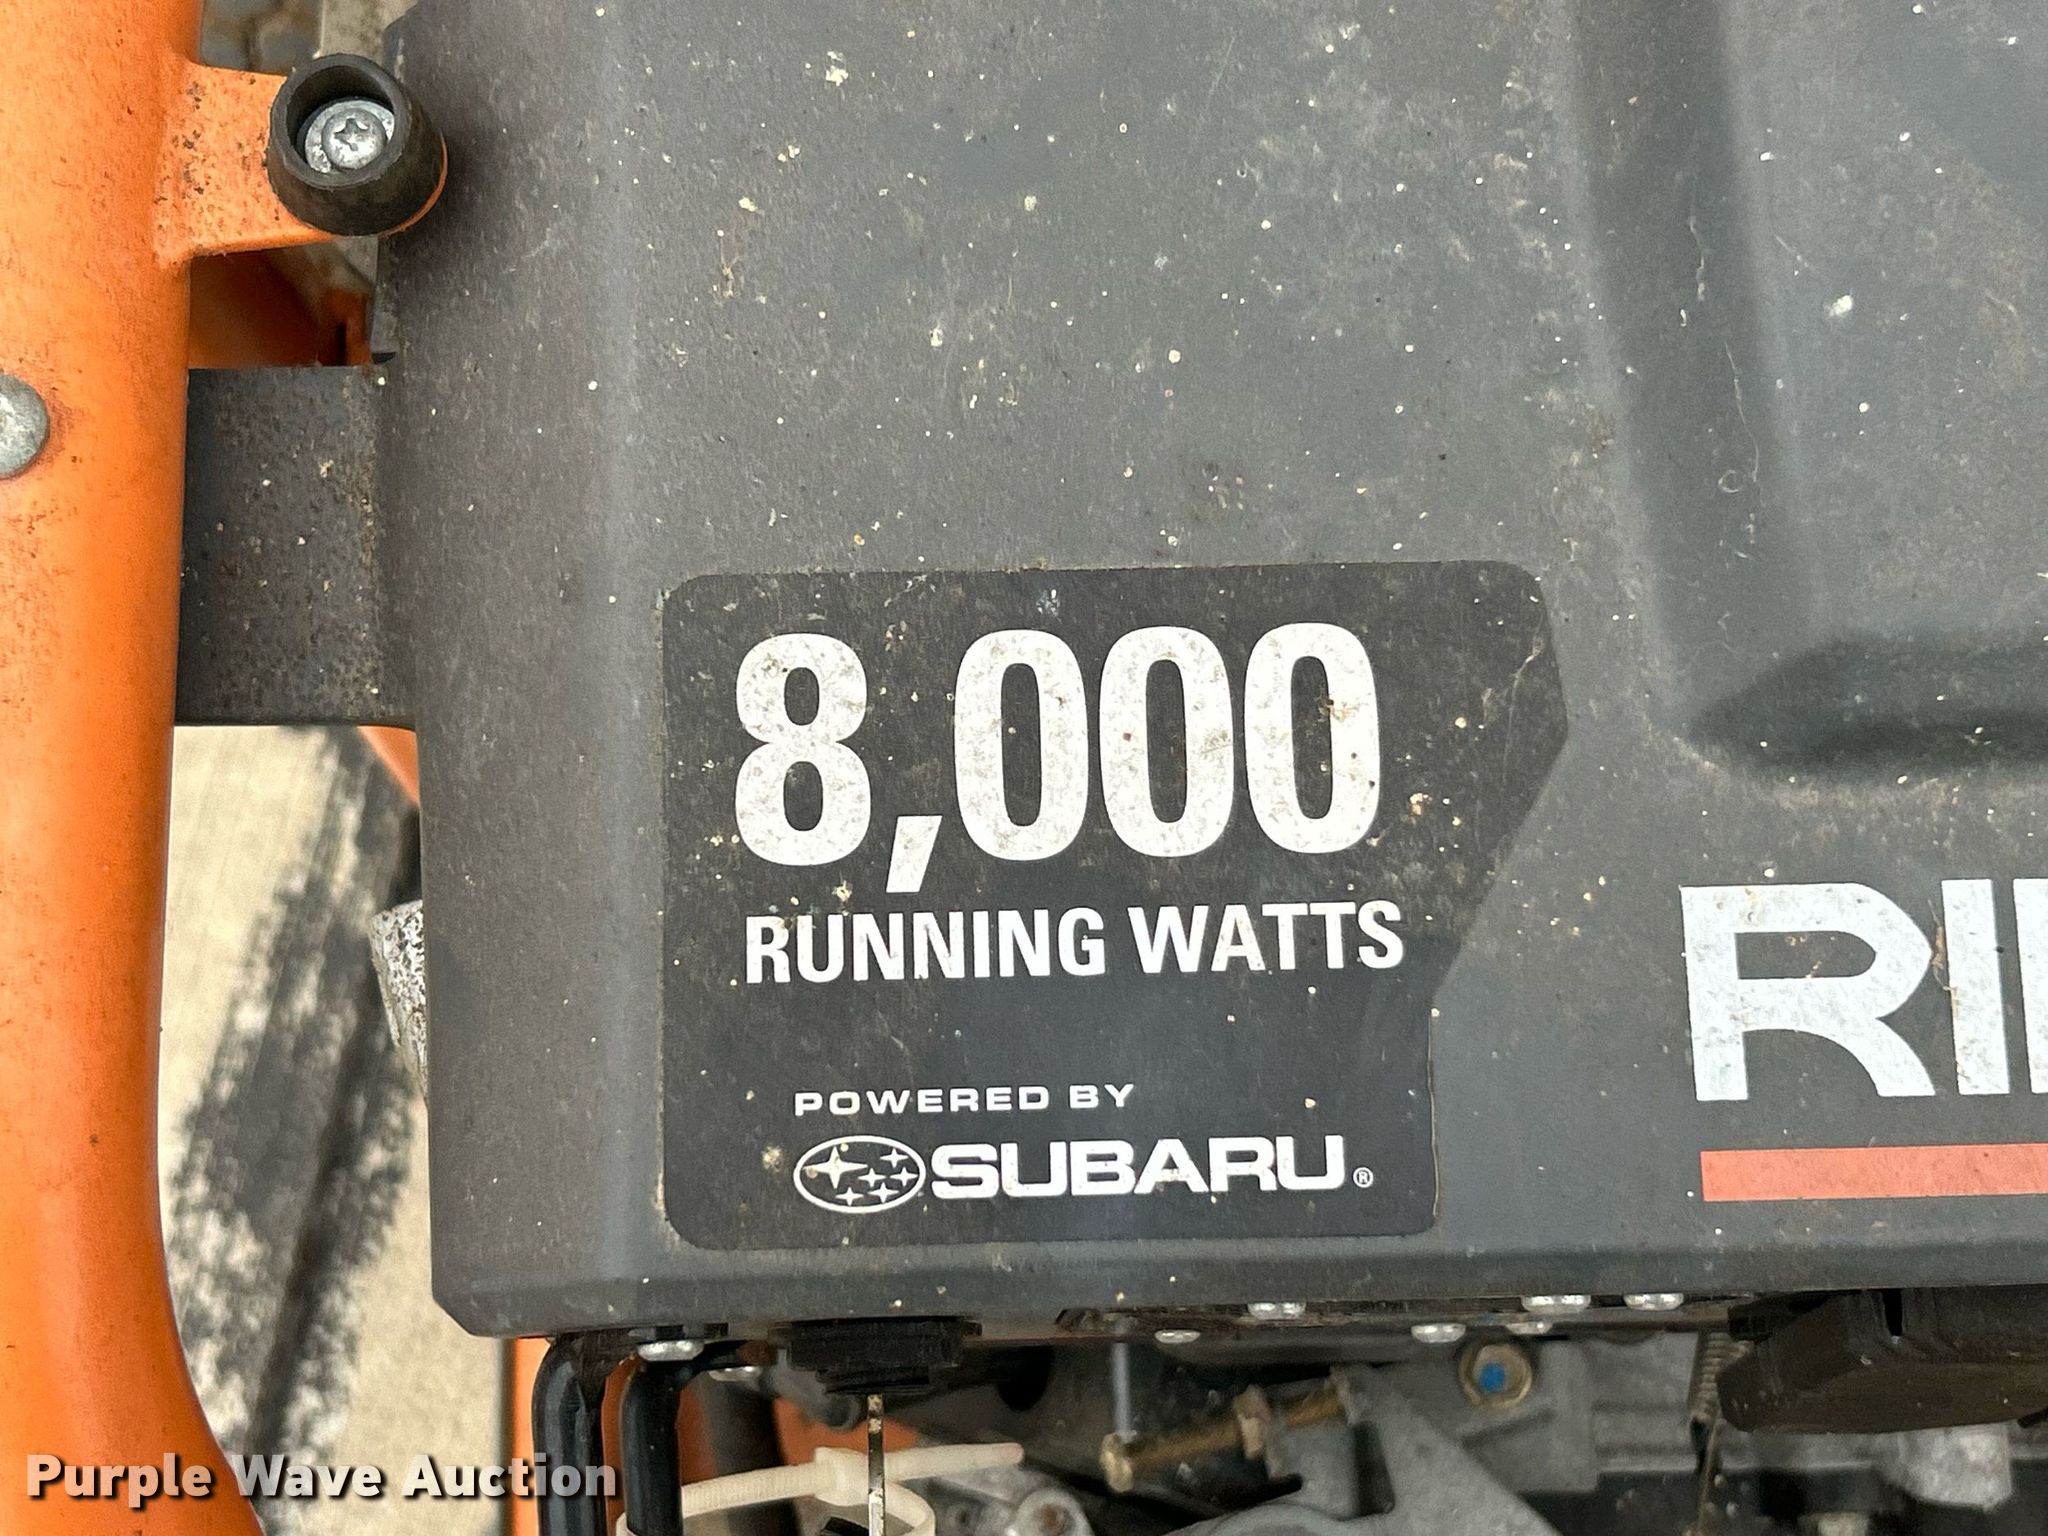 8,000
RUNNING WATTS
POWERED BY
SUBARU®
Purple Wave Auction